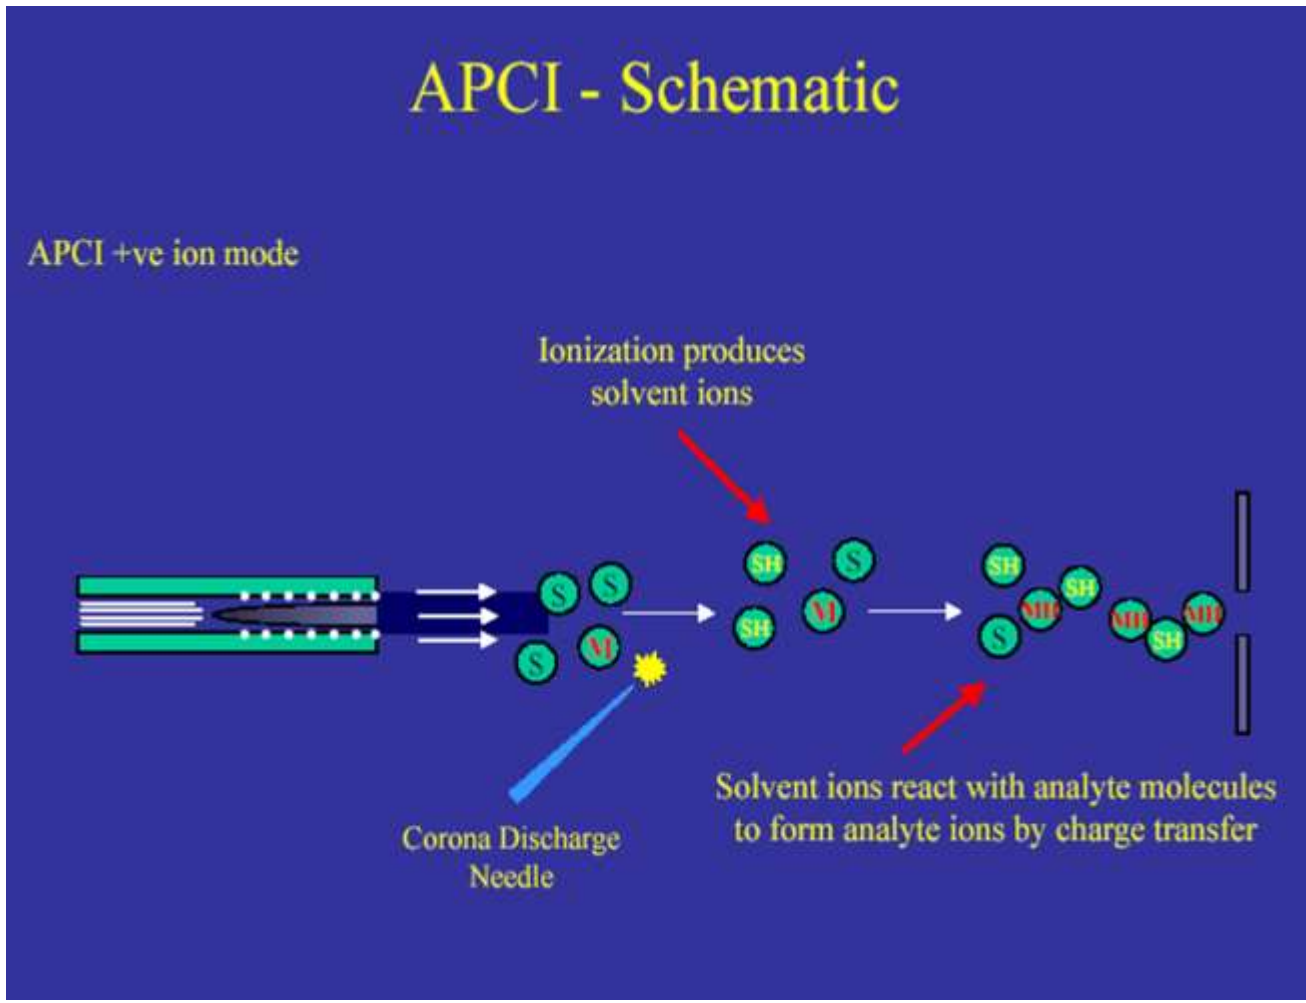 APCI - Schematic
APCI +ve ion mode
Ionization produces
solvent ions
SH
S
S
S
SH
M
S
M
SH
SH
MH
MH
MH
S
SH
Corona Discharge
Needle
Solvent ions react with analyte molecules
to form analyte ions by charge transfer